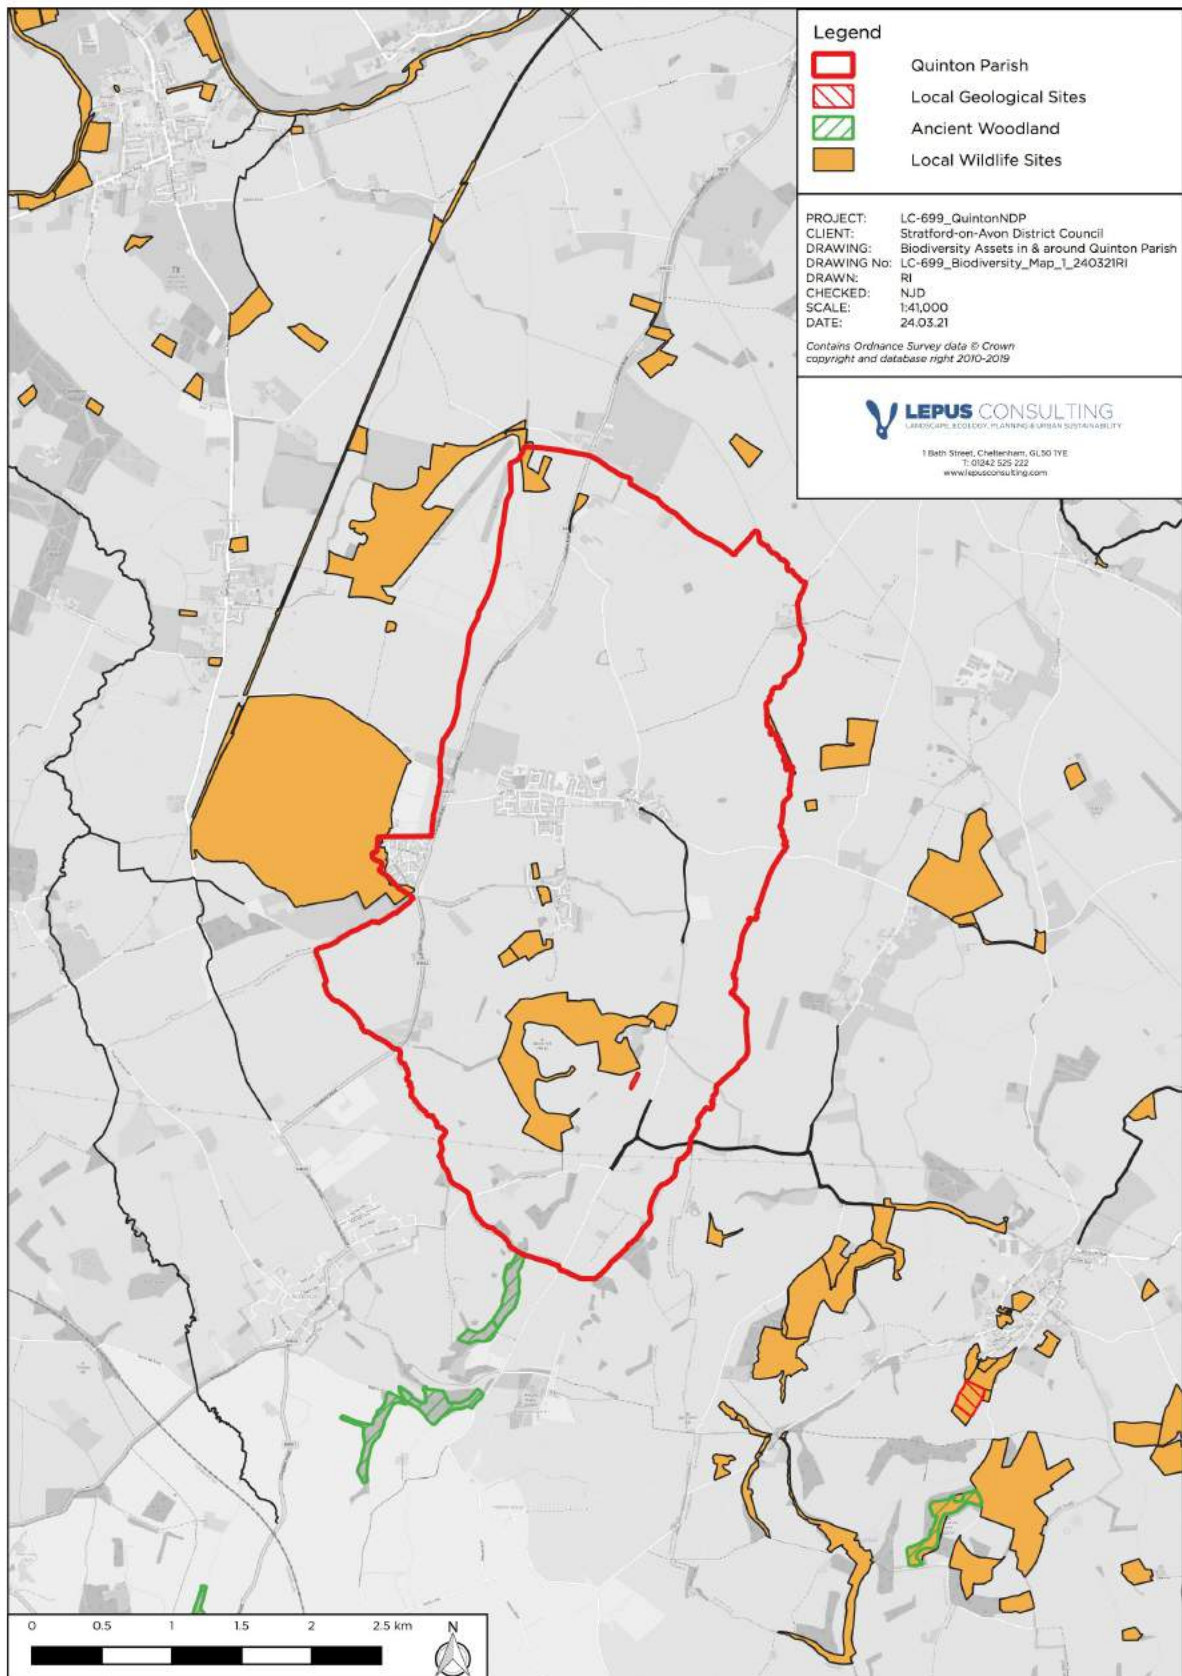 Legend
Quinton Parish
Local Geological Sites
Ancient Woodland
Local Wildlife Sites
PROJECT: LC-699_QuintonNDP
CLIENT: Stratford-on-Avon District Council
DRAWING: Biodiversity Assets in & around Quinton Parish
DRAWING No: LC-699_Biodiversity_Map_1_240321RI
DRAWN: RI
CHECKED: NJD
SCALE: 1:41,000
DATE: 24.03.21
Contains Ordnance Survey data © Crown
copyright and database right 2010-2019
LEPUS CONSULTING
LANDSCAPE, ECOLOGY, PLANNING & URBAN SUSTAINABILITY
1 Bath Street, Cheltenham, GL50 1YE
T: 01242 525 222
www.lepusconsulting.com
0 0.5 1 1.5 2 2.5 km
N